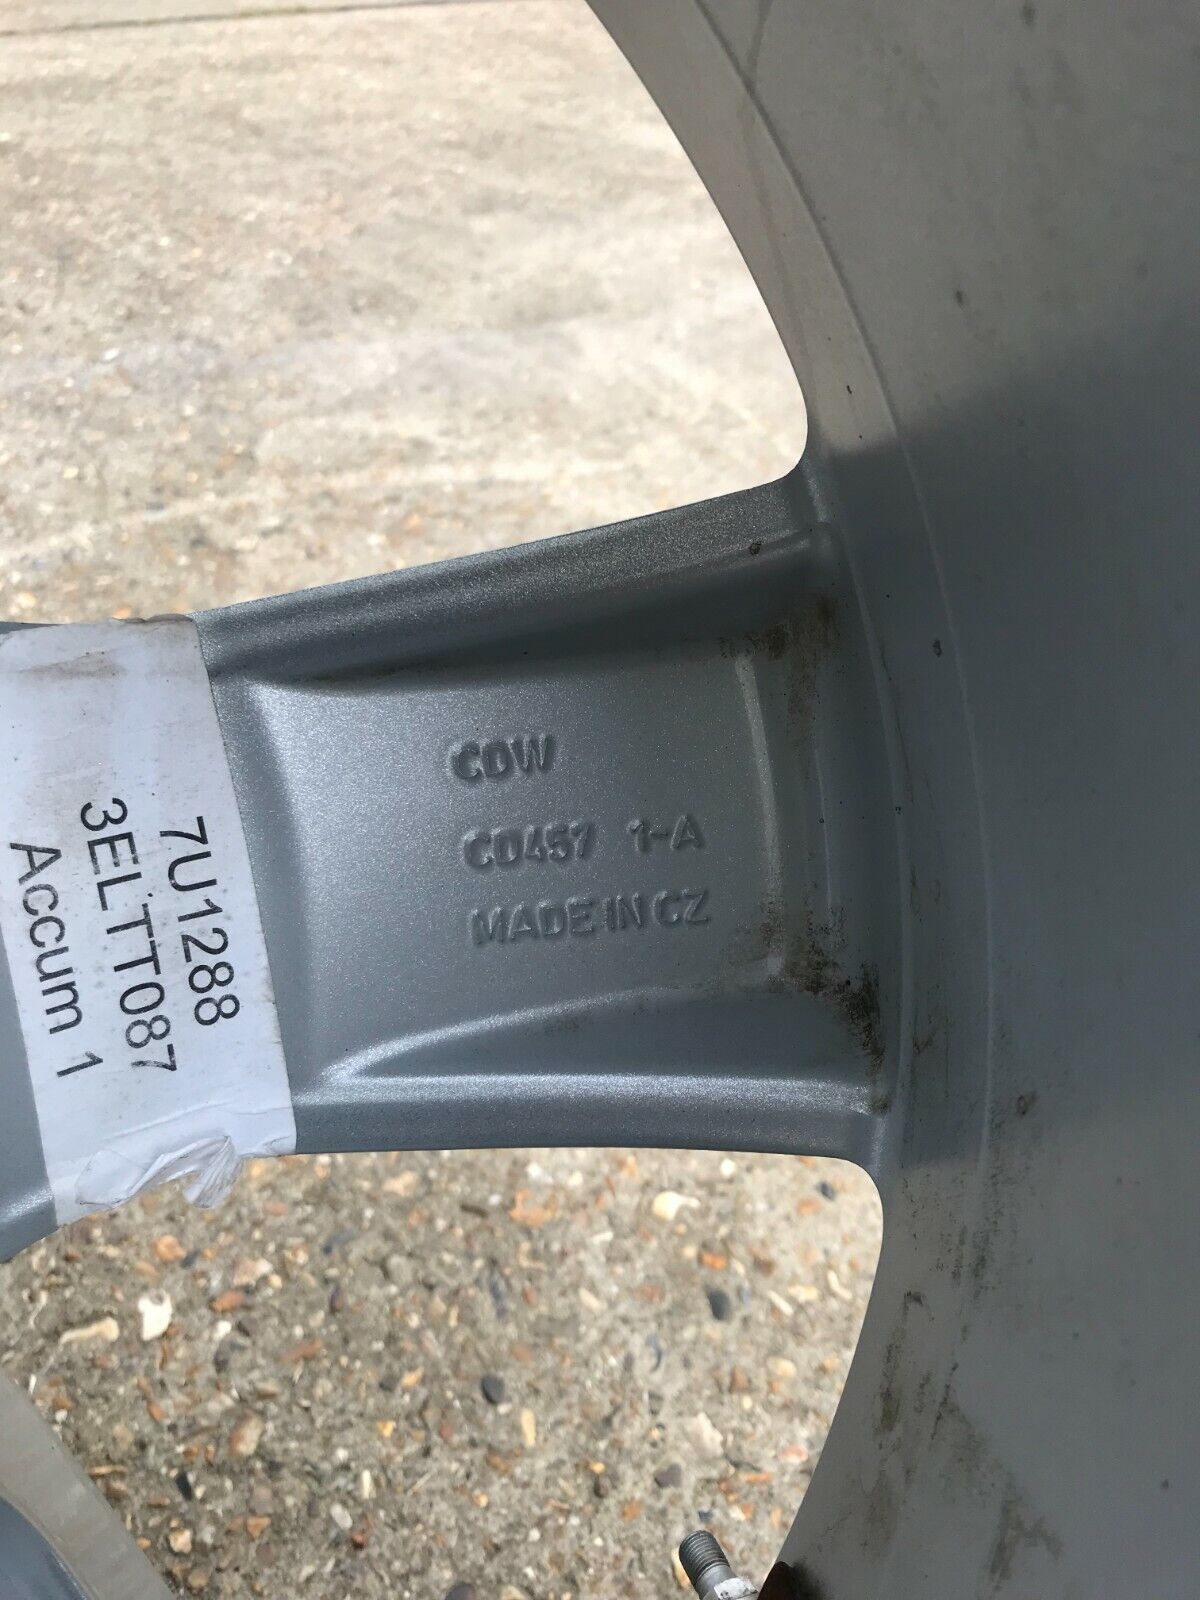 7U1288
3ELTT087
Accum 1
CDW
CD457 1-A
MADE IN CZ